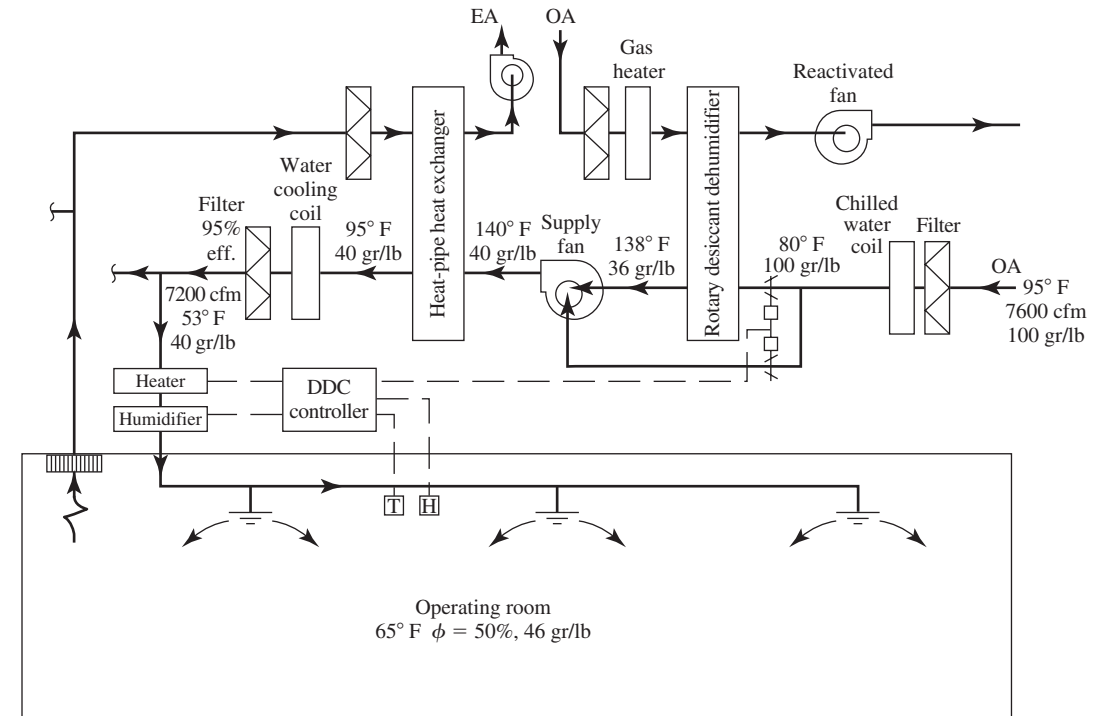 EA
OA
Gas
heater
Reactivated
fan
Heat-pipe heat exchanger
Rotary desiccant dehumidifier
Water
cooling
coil
Filter
95%
eff.
95° F
40 gr/lb
140° F
40 gr/lb
Supply
fan
138° F
36 gr/lb
80° F
100 gr/lb
Chilled
water
coil
Filter
OA
95° F
7600 cfm
100 gr/lb
7200 cfm
53° F
40 gr/lb
Heater
Humidifier
DDC
controller
T
H
Operating room
65° F ϕ = 50%, 46 gr/lb